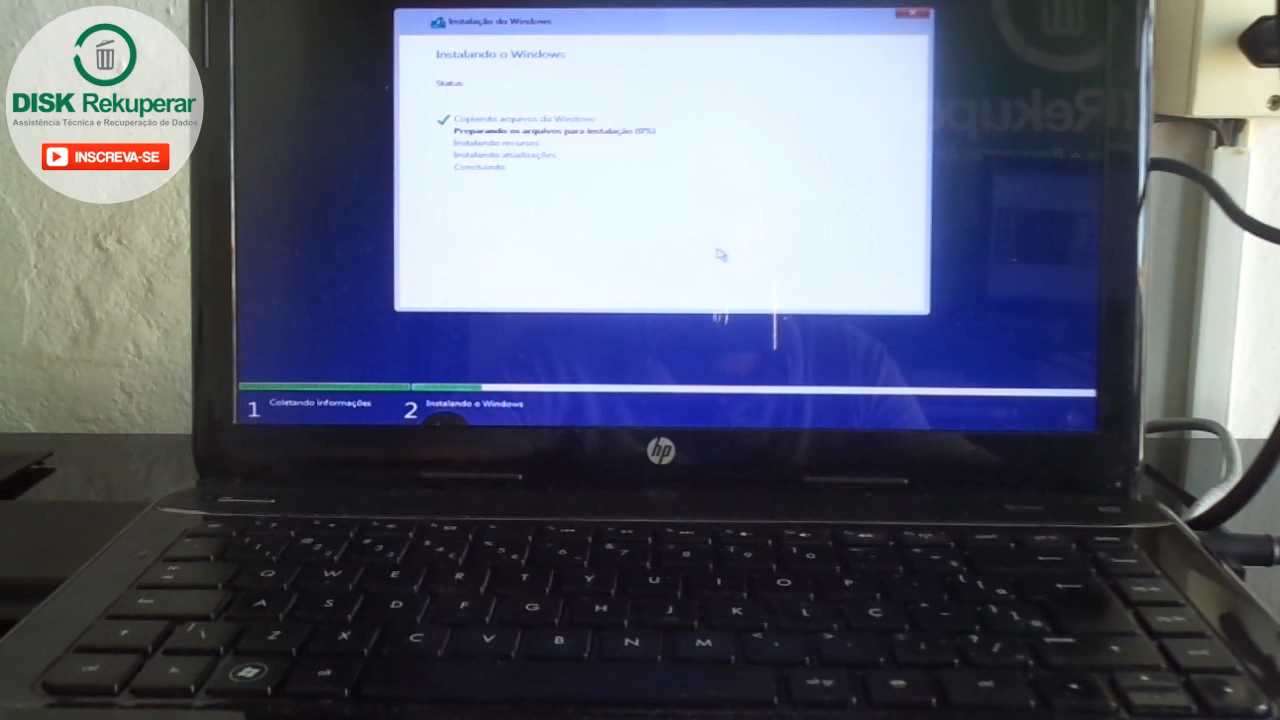 DISK Rekuperar
Assistência Técnica e Recuperação de Dados
INSCREVA-SE
Instalação do Windows
Instalando o Windows
Status
Copiando arquivos do Windows
Preparando os arquivos para instalação (0%)
Instalando recursos
Instalando atualizações
Concluindo
1 Coletando informações
2 Instalando o Windows
hp
Q W E R T Y U I O P
A S D F G H J K L Ç
\ Z X C V B N M